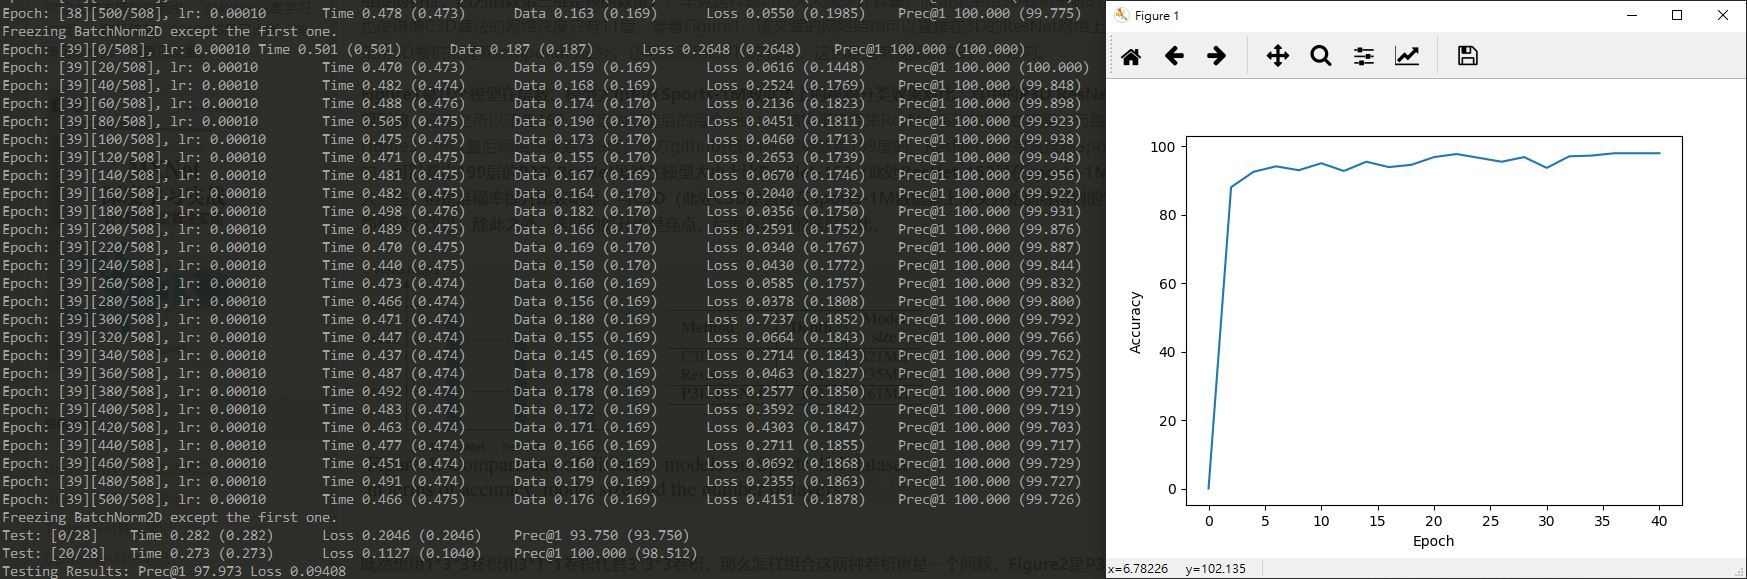 Epoch: [38][500/508], lr: 0.00010 Time 0.478 (0.473) Data 0.163 (0.169) Loss 0.0550 (0.1985) Prec@1 100.000 (99.775)
Freezing BatchNorm2D except the first one.
Epoch: [39][0/508], lr: 0.00010 Time 0.501 (0.501) Data 0.187 (0.187) Loss 0.2648 (0.2648) Prec@1 100.000 (100.000)
Epoch: [39][20/508], lr: 0.00010 Time 0.470 (0.473) Data 0.159 (0.169) Loss 0.0616 (0.1448) Prec@1 100.000 (100.000)
Epoch: [39][40/508], lr: 0.00010 Time 0.482 (0.474) Data 0.168 (0.169) Loss 0.2524 (0.1769) Prec@1 100.000 (99.848)
Epoch: [39][60/508], lr: 0.00010 Time 0.488 (0.476) Data 0.174 (0.170) Loss 0.2136 (0.1823) Prec@1 100.000 (99.898)
Epoch: [39][80/508], lr: 0.00010 Time 0.505 (0.475) Data 0.190 (0.170) Loss 0.0451 (0.1811) Prec@1 100.000 (99.923)
Epoch: [39][100/508], lr: 0.00010 Time 0.475 (0.475) Data 0.173 (0.170) Loss 0.0460 (0.1713) Prec@1 100.000 (99.938)
Epoch: [39][120/508], lr: 0.00010 Time 0.471 (0.475) Data 0.155 (0.170) Loss 0.2653 (0.1739) Prec@1 100.000 (99.948)
Epoch: [39][140/508], lr: 0.00010 Time 0.481 (0.475) Data 0.167 (0.169) Loss 0.0670 (0.1746) Prec@1 100.000 (99.956)
Epoch: [39][160/508], lr: 0.00010 Time 0.482 (0.475) Data 0.164 (0.170) Loss 0.2040 (0.1732) Prec@1 100.000 (99.922)
Epoch: [39][180/508], lr: 0.00010 Time 0.498 (0.476) Data 0.182 (0.170) Loss 0.0356 (0.1750) Prec@1 100.000 (99.931)
Epoch: [39][200/508], lr: 0.00010 Time 0.489 (0.475) Data 0.166 (0.170) Loss 0.2591 (0.1752) Prec@1 100.000 (99.876)
Epoch: [39][220/508], lr: 0.00010 Time 0.470 (0.475) Data 0.169 (0.170) Loss 0.0340 (0.1767) Prec@1 100.000 (99.887)
Epoch: [39][240/508], lr: 0.00010 Time 0.440 (0.475) Data 0.150 (0.170) Loss 0.0430 (0.1772) Prec@1 100.000 (99.844)
Epoch: [39][260/508], lr: 0.00010 Time 0.473 (0.474) Data 0.160 (0.169) Loss 0.0585 (0.1757) Prec@1 100.000 (99.832)
Epoch: [39][280/508], lr: 0.00010 Time 0.466 (0.474) Data 0.156 (0.169) Loss 0.0378 (0.1808) Prec@1 100.000 (99.800)
Epoch: [39][300/508], lr: 0.00010 Time 0.471 (0.474) Data 0.180 (0.169) Loss 0.7237 (0.1852) Prec@1 100.000 (99.792)
Epoch: [39][320/508], lr: 0.00010 Time 0.447 (0.474) Data 0.155 (0.169) Loss 0.0664 (0.1843) Prec@1 100.000 (99.766)
Epoch: [39][340/508], lr: 0.00010 Time 0.437 (0.474) Data 0.145 (0.169) Loss 0.2714 (0.1843) Prec@1 100.000 (99.762)
Epoch: [39][360/508], lr: 0.00010 Time 0.487 (0.474) Data 0.178 (0.169) Loss 0.0463 (0.1827) Prec@1 100.000 (99.775)
Epoch: [39][380/508], lr: 0.00010 Time 0.492 (0.474) Data 0.178 (0.169) Loss 0.2577 (0.1850) Prec@1 100.000 (99.721)
Epoch: [39][400/508], lr: 0.00010 Time 0.483 (0.474) Data 0.172 (0.169) Loss 0.3592 (0.1842) Prec@1 100.000 (99.719)
Epoch: [39][420/508], lr: 0.00010 Time 0.463 (0.474) Data 0.171 (0.169) Loss 0.4303 (0.1847) Prec@1 100.000 (99.703)
Epoch: [39][440/508], lr: 0.00010 Time 0.477 (0.474) Data 0.166 (0.169) Loss 0.2711 (0.1855) Prec@1 100.000 (99.717)
Epoch: [39][460/508], lr: 0.00010 Time 0.451 (0.474) Data 0.160 (0.169) Loss 0.0692 (0.1868) Prec@1 100.000 (99.729)
Epoch: [39][480/508], lr: 0.00010 Time 0.491 (0.474) Data 0.179 (0.169) Loss 0.2355 (0.1863) Prec@1 100.000 (99.727)
Epoch: [39][500/508], lr: 0.00010 Time 0.466 (0.475) Data 0.176 (0.169) Loss 0.4151 (0.1878) Prec@1 100.000 (99.726)
Freezing BatchNorm2D except the first one.
Test: [0/28] Time 0.282 (0.282) Loss 0.2046 (0.2046) Prec@1 93.750 (93.750)
Test: [20/28] Time 0.273 (0.273) Loss 0.1127 (0.1040) Prec@1 100.000 (98.512)
Testing Results: Prec@1 97.973 Loss 0.09408
Figure 1
100
80
60
40
20
0
Accuracy
0 5 10 15 20 25 30 35 40
Epoch
x=6.78226 y=102.135